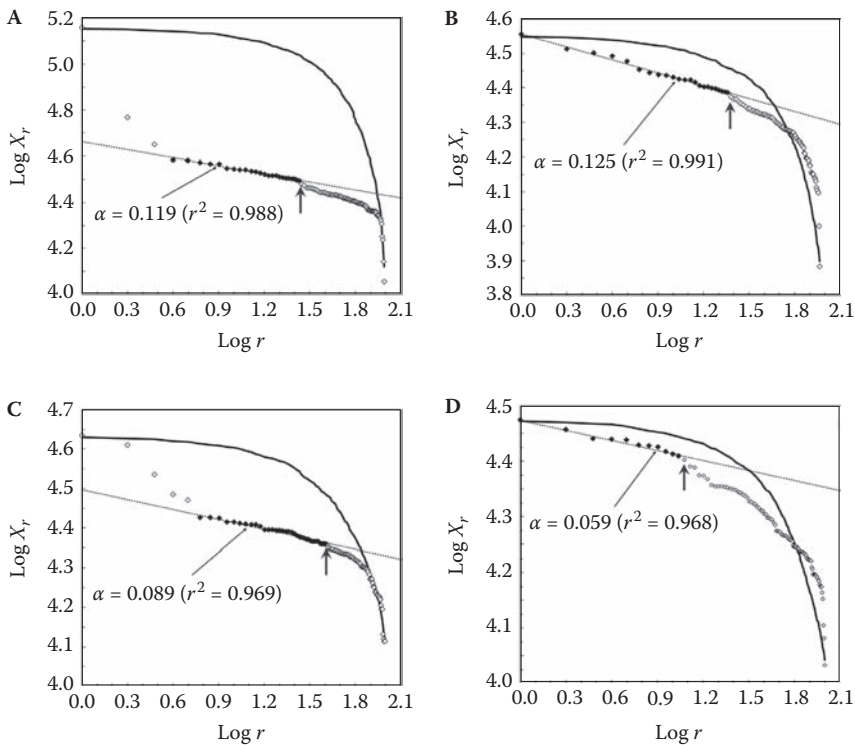 A
5.2
5.0
4.8
4.6
4.4
4.2
4.0
Log X_r
α = 0.119 (r² = 0.988)
0.0 0.3 0.6 0.9 1.2 1.5 1.8 2.1
Log r
B
4.6
4.5
4.4
4.3
4.2
4.1
4.0
3.9
3.8
Log X_r
α = 0.125 (r² = 0.991)
0.0 0.3 0.6 0.9 1.2 1.5 1.8 2.1
Log r
C
4.7
4.6
4.5
4.4
4.3
4.2
4.1
4.0
Log X_r
α = 0.089 (r² = 0.969)
0.0 0.3 0.6 0.9 1.2 1.5 1.8 2.1
Log r
D
4.5
4.4
4.3
4.2
4.1
4.0
Log X_r
α = 0.059 (r² = 0.968)
0.0 0.3 0.6 0.9 1.2 1.5 1.8 2.1
Log r